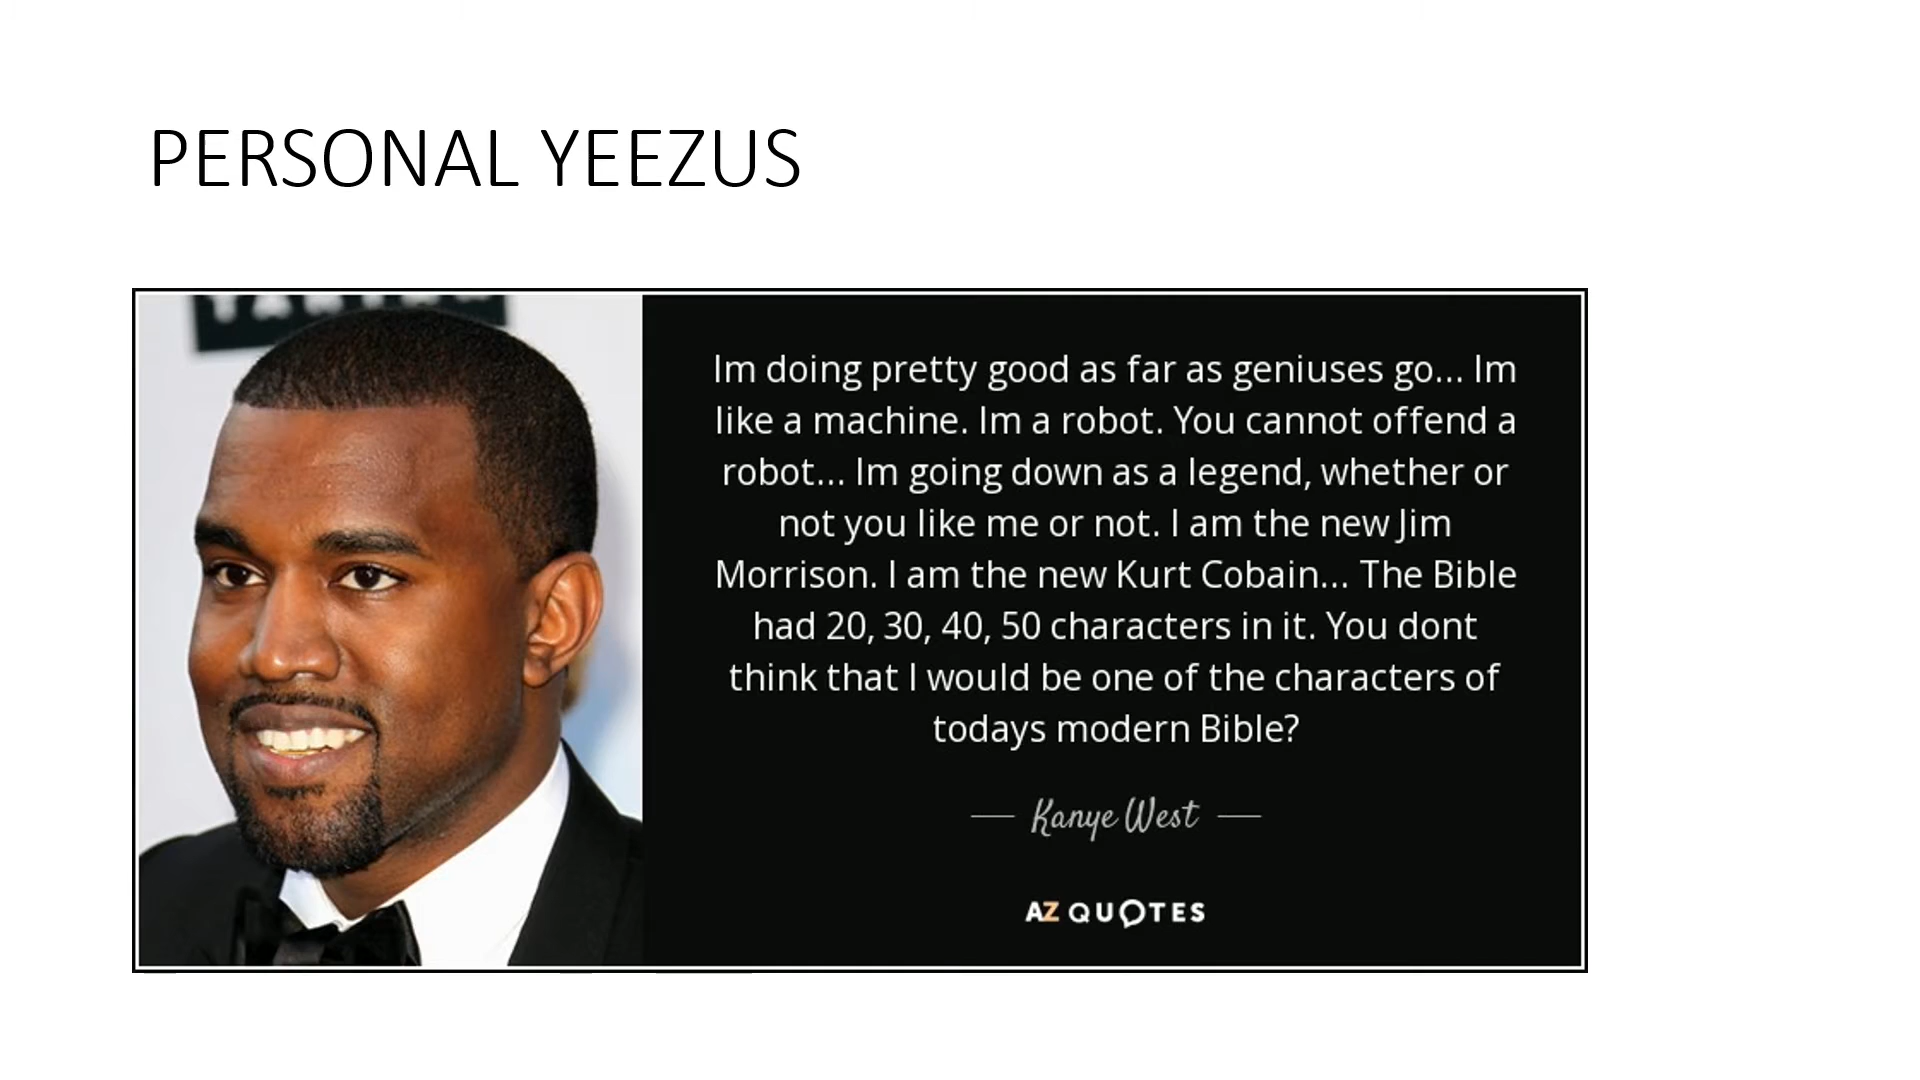 PERSONAL YEEZUS
Im doing pretty good as far as geniuses go... Im
like a machine. Im a robot. You cannot offend a
robot... Im going down as a legend, whether or
not you like me or not. I am the new Jim
Morrison. I am the new Kurt Cobain... The Bible
had 20, 30, 40, 50 characters in it. You dont
think that I would be one of the characters of
todays modern Bible?
Kanye West
AZ QUOTES